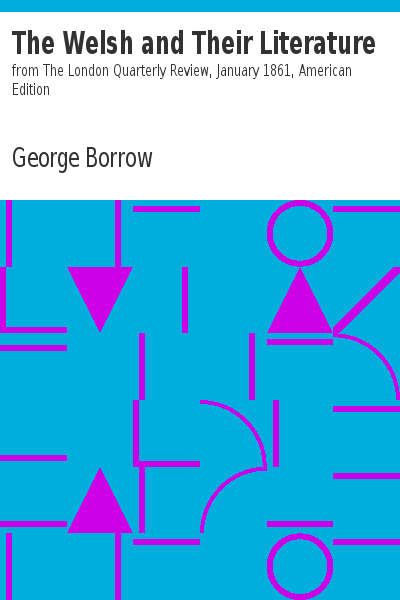 The Welsh and Their Literature
from The London Quarterly Review, January 1861, American
Edition
George Borrow